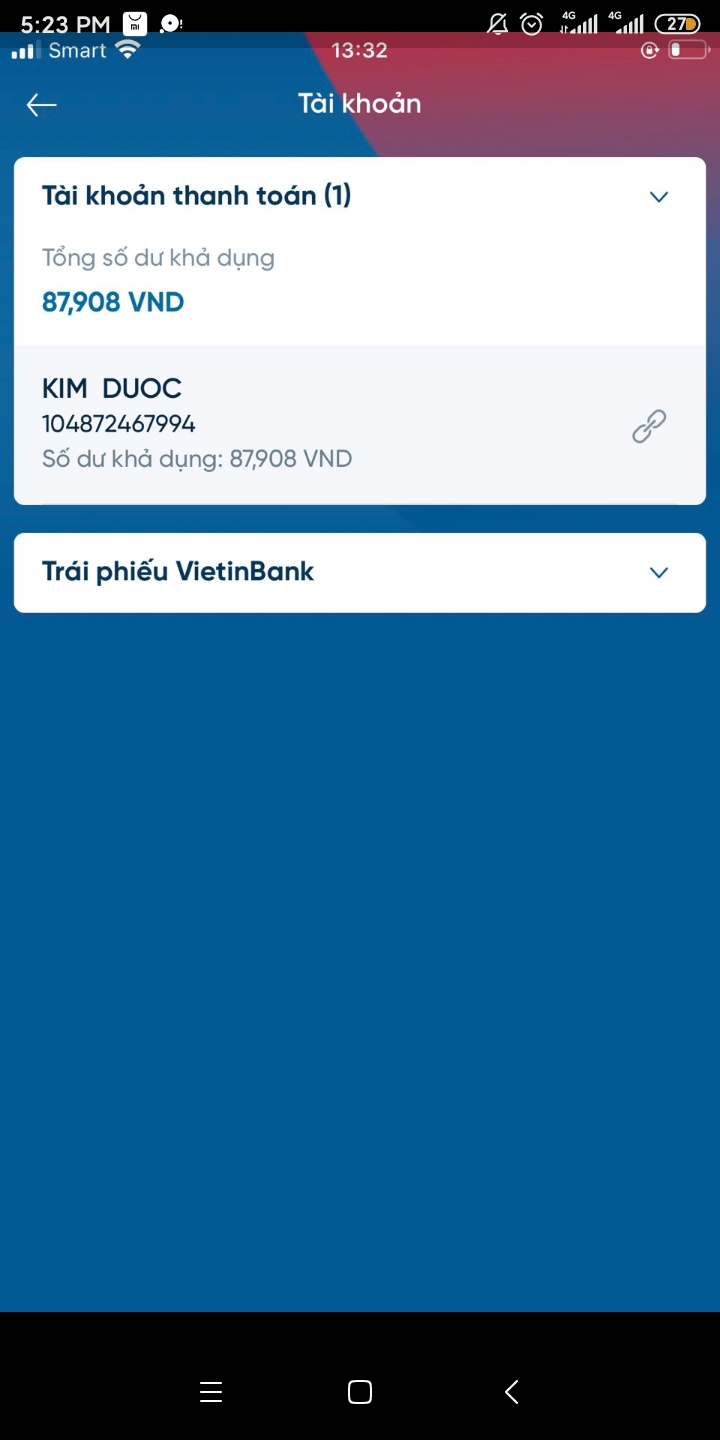 5:23 PM 4G 4G 27
Smart 13:32
Tài khoản
Tài khoản thanh toán (1)
Tổng số dư khả dụng
87,908 VND
KIM DUOC
104872467994
Số dư khả dụng: 87,908 VND
Trái phiếu VietinBank